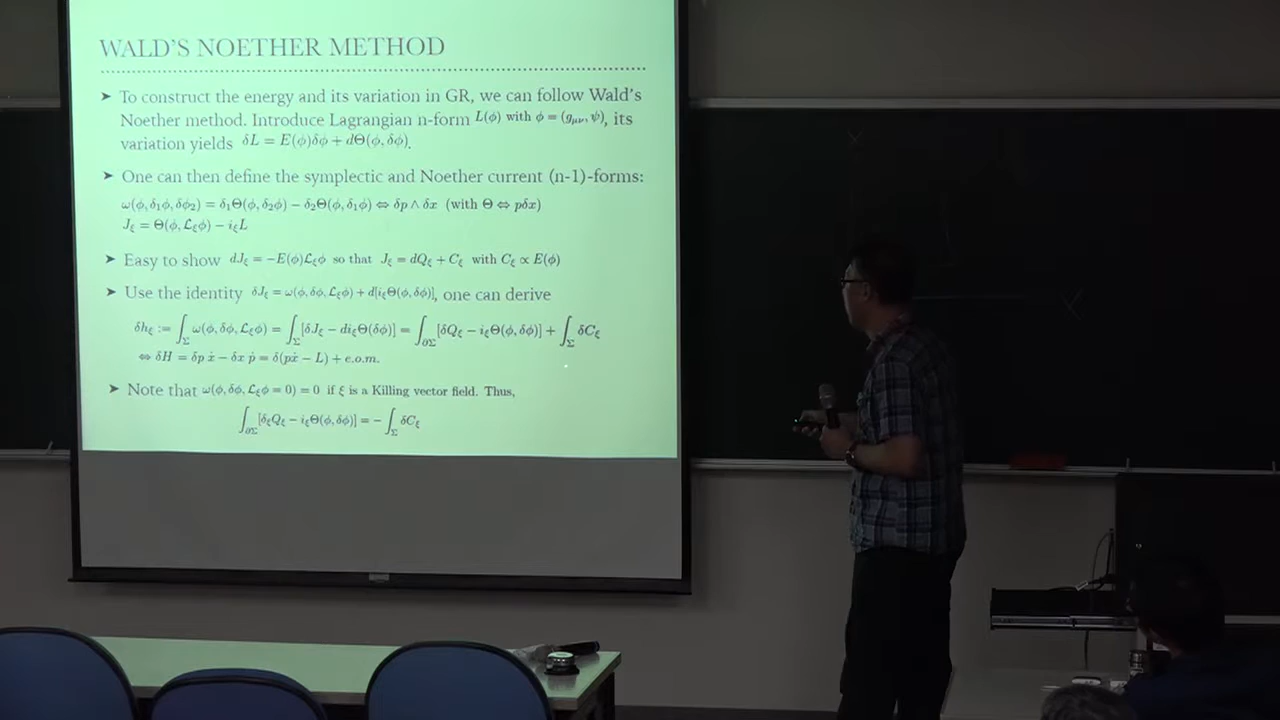 WALD'S NOETHER METHOD
➤ To construct the energy and its variation in GR, we can follow Wald's
Noether method. Introduce Lagrangian n-form L(ϕ) with ϕ = (g_{μν}, ψ), its
variation yields δL = E(ϕ)δϕ + dΘ(ϕ, δϕ).
➤ One can then define the symplectic and Noether current (n-1)-forms:
ω(ϕ, δ₁ϕ, δϕ₂) = δ₁Θ(ϕ, δ₂ϕ) − δ₂Θ(ϕ, δ₁ϕ) ⇔ δp ∧ δx (with Θ ⇔ pδx)
J_ξ = Θ(ϕ, ℒ_ξϕ) − i_ξL
➤ Easy to show dJ_ξ = −E(ϕ)ℒ_ξϕ so that J_ξ = dQ_ξ + C_ξ with C_ξ ∝ E(ϕ)
➤ Use the identity δJ_ξ = ω(ϕ, δϕ, ℒ_ξϕ) + d[i_ξΘ(ϕ, δϕ)], one can derive
δh_ξ := ∫_Σ ω(ϕ, δϕ, ℒ_ξϕ) = ∫_Σ [δJ_ξ − di_ξΘ(δϕ)] = ∫_{∂Σ} [δQ_ξ − i_ξΘ(ϕ, δϕ)] + ∫_Σ δC_ξ
⇔ δH = δp ẋ − δx ṗ = δ(pẋ − L) + e.o.m.
➤ Note that ω(ϕ, δϕ, ℒ_ξϕ = 0) = 0 if ξ is a Killing vector field. Thus,
∫_{∂Σ} [δ_ξQ_ξ − i_ξΘ(ϕ, δϕ)] = − ∫_Σ δC_ξ